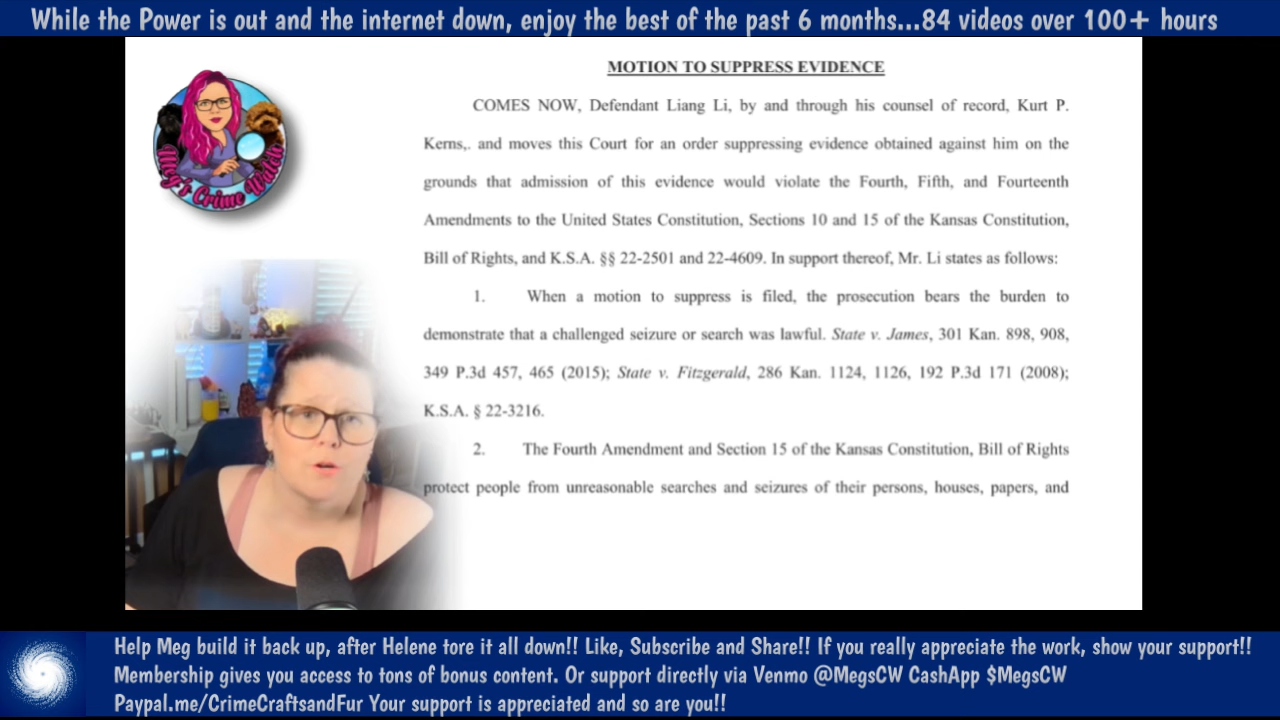 While the Power is out and the internet down, enjoy the best of the past 6 months...84 videos over 100+ hours
MOTION TO SUPPRESS EVIDENCE
COMES NOW, Defendant Liang Li, by and through his counsel of record, Kurt P.
Kerns,. and moves this Court for an order suppressing evidence obtained against him on the
grounds that admission of this evidence would violate the Fourth, Fifth, and Fourteenth
Amendments to the United States Constitution, Sections 10 and 15 of the Kansas Constitution,
Bill of Rights, and K.S.A. §§ 22-2501 and 22-4609. In support thereof, Mr. Li states as follows:
1. When a motion to suppress is filed, the prosecution bears the burden to
demonstrate that a challenged seizure or search was lawful. State v. James, 301 Kan. 898, 908,
349 P.3d 457, 465 (2015); State v. Fitzgerald, 286 Kan. 1124, 1126, 192 P.3d 171 (2008);
K.S.A. § 22-3216.
2. The Fourth Amendment and Section 15 of the Kansas Constitution, Bill of Rights
protect people from unreasonable searches and seizures of their persons, houses, papers, and
Meg's Crime Watch
Help Meg build it back up, after Helene tore it all down!! Like, Subscribe and Share!! If you really appreciate the work, show your support!!
Membership gives you access to tons of bonus content. Or support directly via Venmo @MegsCW CashApp $MegsCW
Paypal.me/CrimeCraftsandFur Your support is appreciated and so are you!!